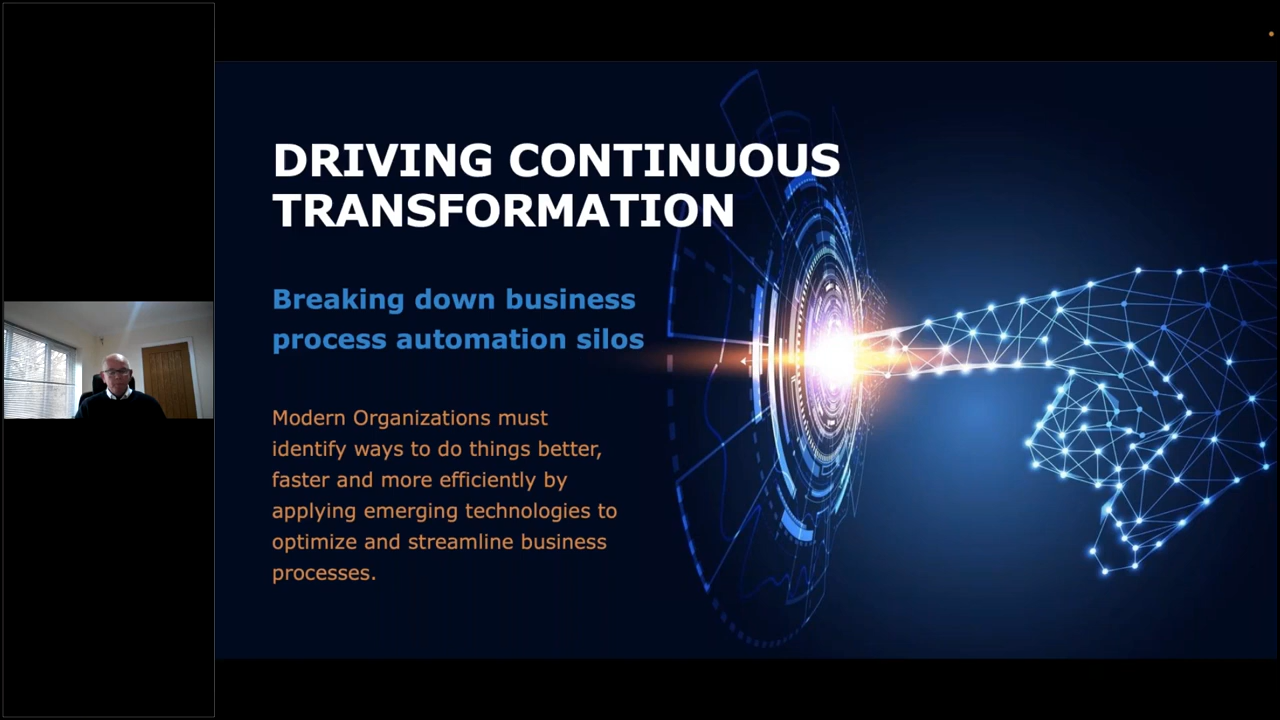 DRIVING CONTINUOUS
TRANSFORMATION
Breaking down business
process automation silos
Modern Organizations must
identify ways to do things better,
faster and more efficiently by
applying emerging technologies to
optimize and streamline business
processes.